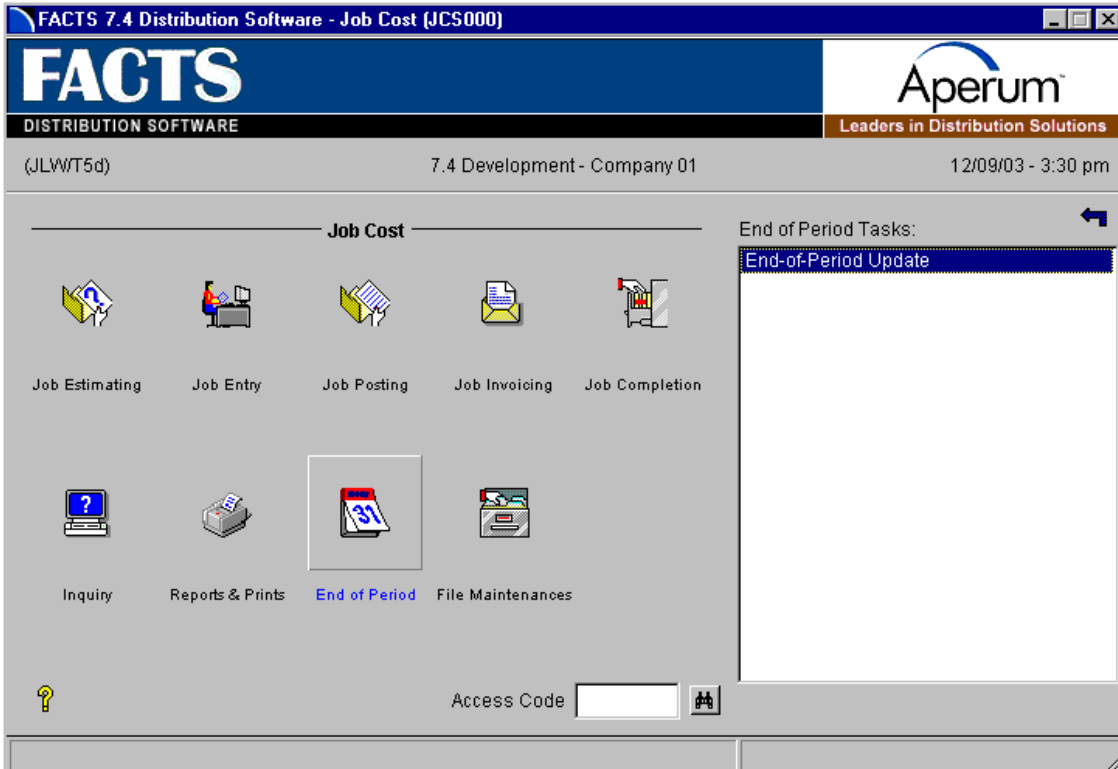 FACTS 7.4 Distribution Software - Job Cost (JCS000)
FACTS
DISTRIBUTION SOFTWARE
Aperum™
Leaders in Distribution Solutions
(JLW/T5d) 7.4 Development - Company 01 12/09/03 - 3:30 pm
Job Cost
End of Period Tasks:
End-of-Period Update
?
Job Estimating Job Entry Job Posting Job Invoicing Job Completion
?
31
Inquiry Reports & Prints End of Period File Maintenances
?
Access Code